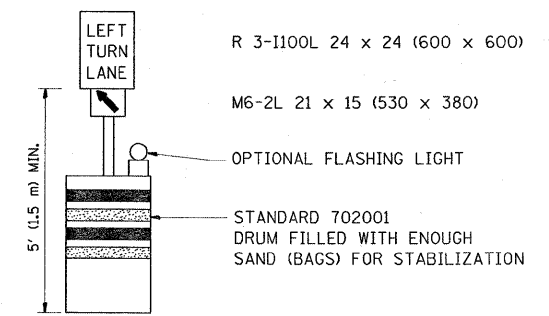 LEFT
TURN
LANE
R 3-I100L 24 x 24 (600 x 600)
M6-2L 21 x 15 (530 x 380)
OPTIONAL FLASHING LIGHT
5' (1.5 m) MIN.
STANDARD 702001
DRUM FILLED WITH ENOUGH
SAND (BAGS) FOR STABILIZATION